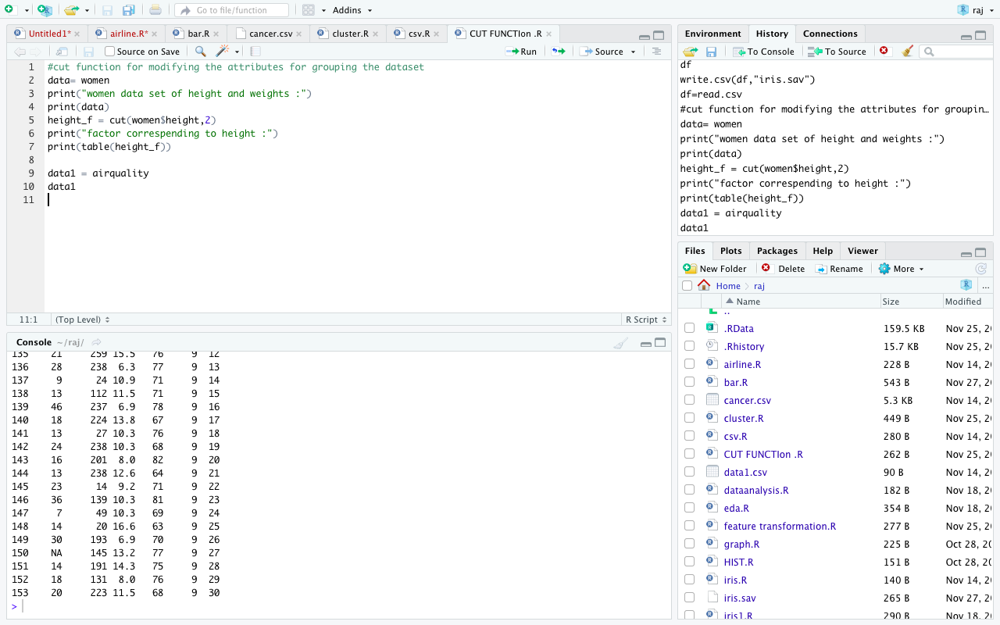 Go to file/function
Addins
raj
Untitled1*
airline.R*
bar.R
cancer.csv
cluster.R
csv.R
CUT FUNCTIon .R
Source on Save
Run
Source
1 #cut function for modifying the attributes for grouping the dataset
2 data= women
3 print("women data set of height and weights :")
4 print(data)
5 height_f = cut(women$height,2)
6 print("factor correspending to height :")
7 print(table(height_f))
8
9 data1 = airquality
10 data1
11
11:1 (Top Level) R Script
Console ~/raj/
135 21 259 15.5 76 9 12
136 28 238 6.3 77 9 13
137 9 24 10.9 71 9 14
138 13 112 11.5 71 9 15
139 46 237 6.9 78 9 16
140 18 224 13.8 67 9 17
141 13 27 10.3 76 9 18
142 24 238 10.3 68 9 19
143 16 201 8.0 82 9 20
144 13 238 12.6 64 9 21
145 23 14 9.2 71 9 22
146 36 139 10.3 81 9 23
147 7 49 10.3 69 9 24
148 14 20 16.6 63 9 25
149 30 193 6.9 70 9 26
150 NA 145 13.2 77 9 27
151 14 191 14.3 75 9 28
152 18 131 8.0 76 9 29
153 20 223 11.5 68 9 30
>
Environment History Connections
To Console To Source
df
write.csv(df,"iris.sav")
df=read.csv
#cut function for modifying the attributes for groupin…
data= women
print("women data set of height and weights :")
print(data)
height_f = cut(women$height,2)
print("factor correspending to height :")
print(table(height_f))
data1 = airquality
data1
Files Plots Packages Help Viewer
New Folder Delete Rename More
Home raj ...
Name Size Modified
..
.RData 159.5 KB Nov 25, 2
.Rhistory 15.7 KB Nov 25, 2
airline.R 228 B Nov 14, 2
bar.R 543 B Nov 27, 2
cancer.csv 5.3 KB Nov 14, 2
cluster.R 449 B Nov 25, 2
csv.R 280 B Nov 14, 2
CUT FUNCTIon .R 262 B Nov 25, 2
data1.csv 90 B Nov 14, 2
dataanalysis.R 182 B Nov 18, 2
eda.R 354 B Nov 18, 2
feature transformation.R 277 B Nov 25, 2
graph.R 225 B Oct 28, 2
HIST.R 151 B Oct 28, 2
iris.R 140 B Nov 14, 2
iris.sav 265 B Nov 27, 2
iris1.R 290 B Nov 18, 2